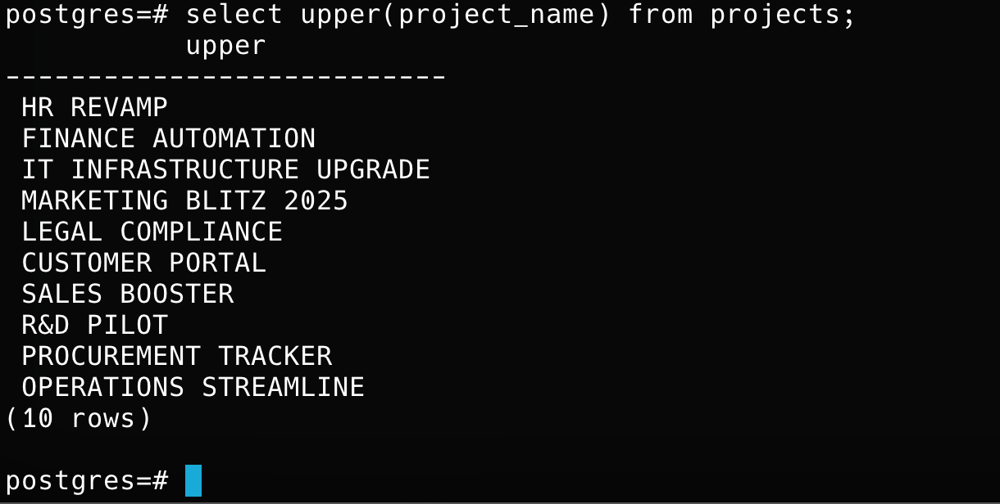 postgres=# select upper(project_name) from projects;
upper
---------------------------
HR REVAMP
FINANCE AUTOMATION
IT INFRASTRUCTURE UPGRADE
MARKETING BLITZ 2025
LEGAL COMPLIANCE
CUSTOMER PORTAL
SALES BOOSTER
R&D PILOT
PROCUREMENT TRACKER
OPERATIONS STREAMLINE
(10 rows)
postgres=#